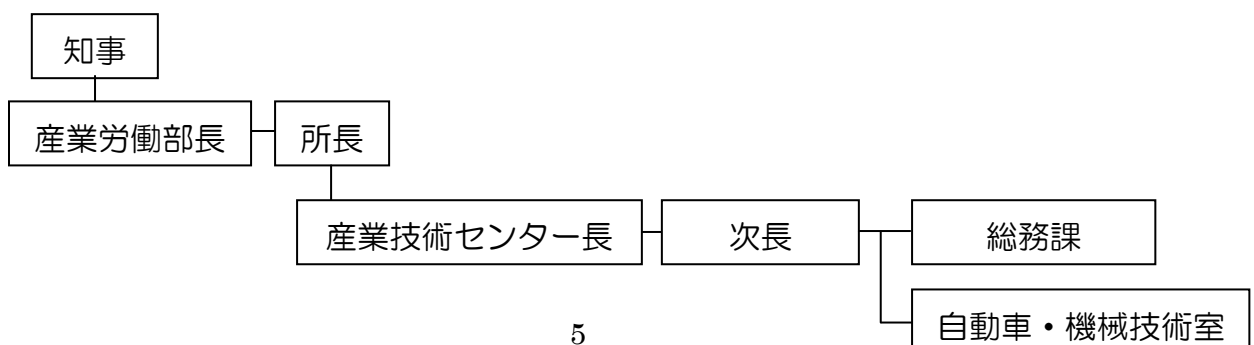 知事
産業労働部長
所長
産業技術センター長
次長
総務課
自動車・機械技術室
5